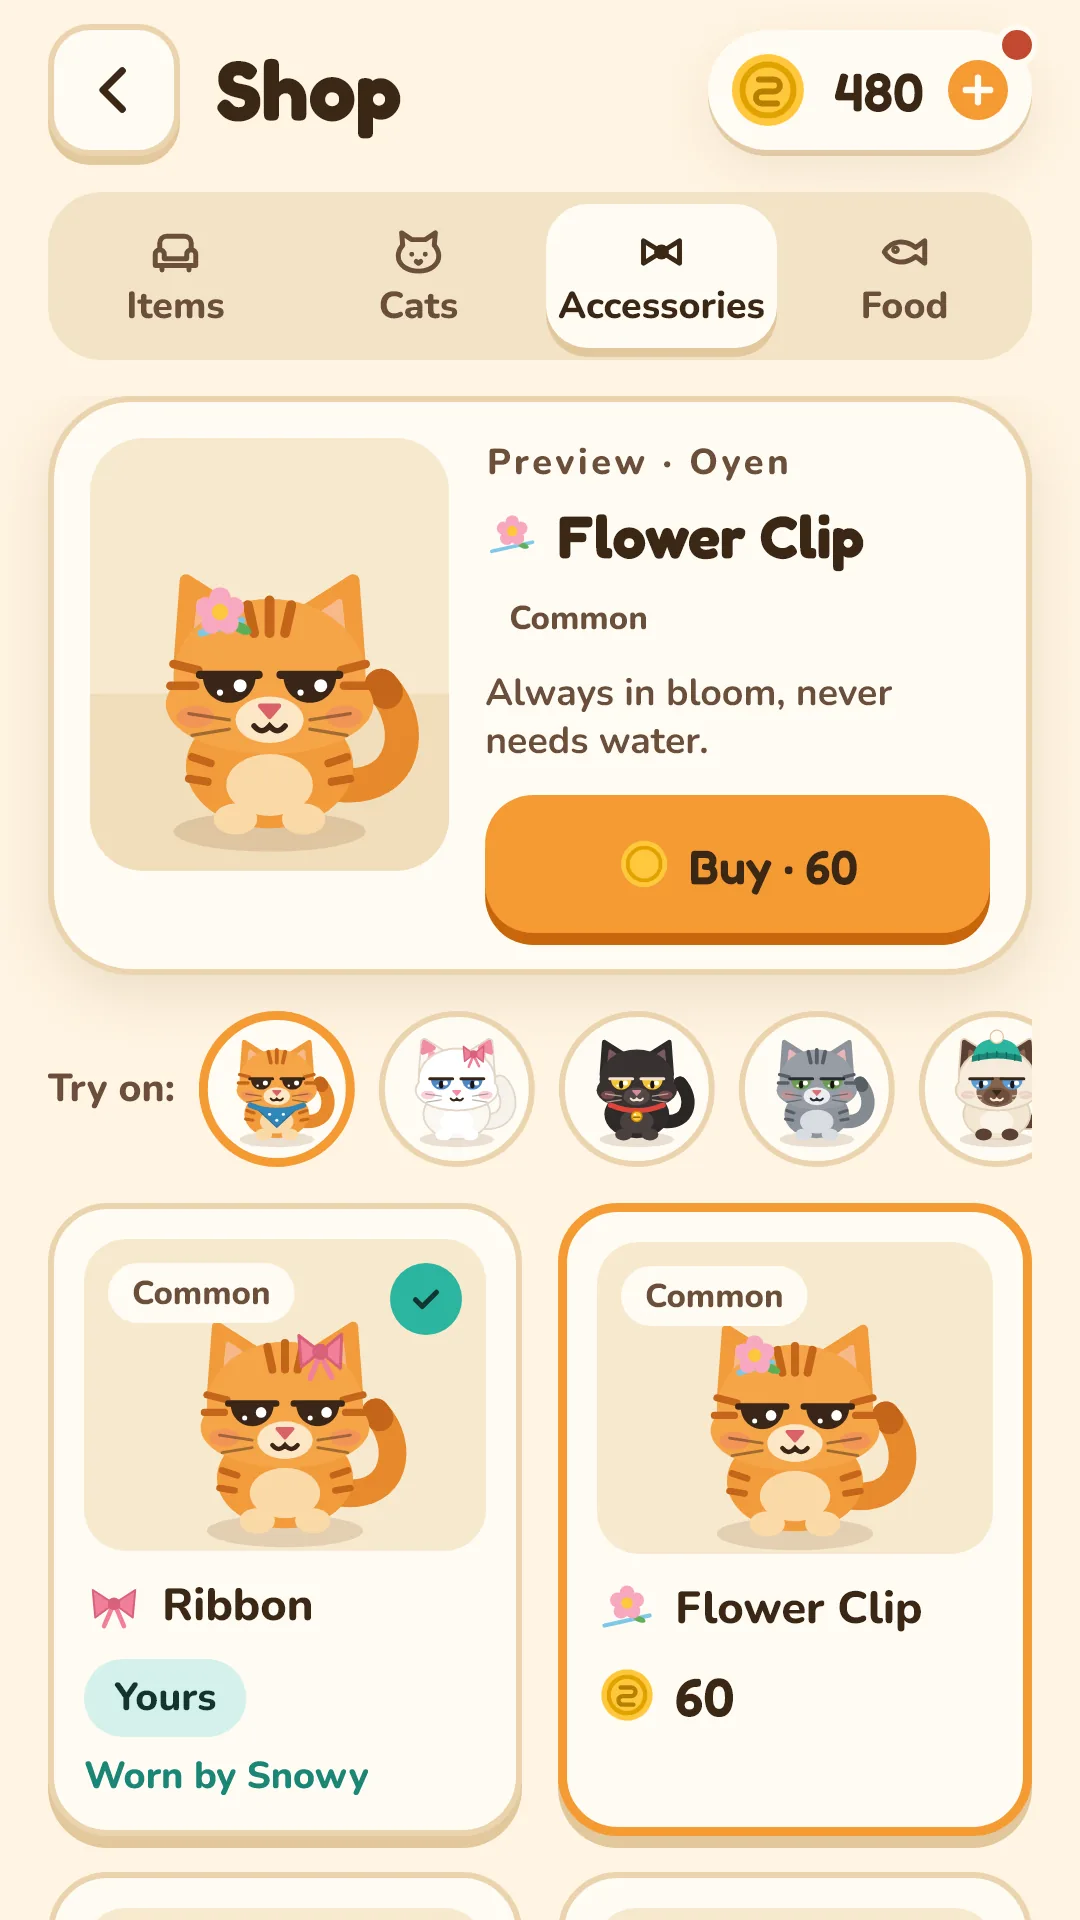 Shop
480
Items
Cats
Accessories
Food
Preview · Oyen
Flower Clip
Common
Always in bloom, never
needs water.
Buy · 60
Try on:
Common
Common
Ribbon
Flower Clip
Yours
60
Worn by Snowy